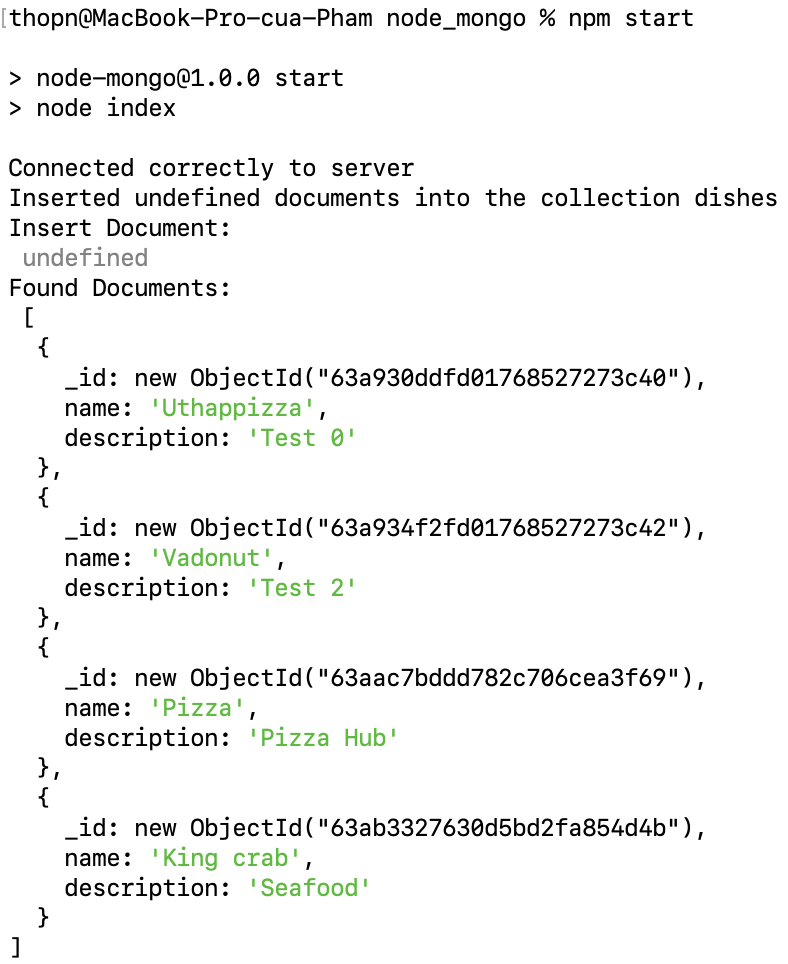 [thopn@MacBook-Pro-cua-Pham node_mongo % npm start
> node-mongo@1.0.0 start
> node index
Connected correctly to server
Inserted undefined documents into the collection dishes
Insert Document:
undefined
Found Documents:
[
{
_id: new ObjectId("63a930ddfd01768527273c40"),
name: 'Uthappizza',
description: 'Test 0'
},
{
_id: new ObjectId("63a934f2fd01768527273c42"),
name: 'Vadonut',
description: 'Test 2'
},
{
_id: new ObjectId("63aac7bddd782c706cea3f69"),
name: 'Pizza',
description: 'Pizza Hub'
},
{
_id: new ObjectId("63ab3327630d5bd2fa854d4b"),
name: 'King crab',
description: 'Seafood'
}
]